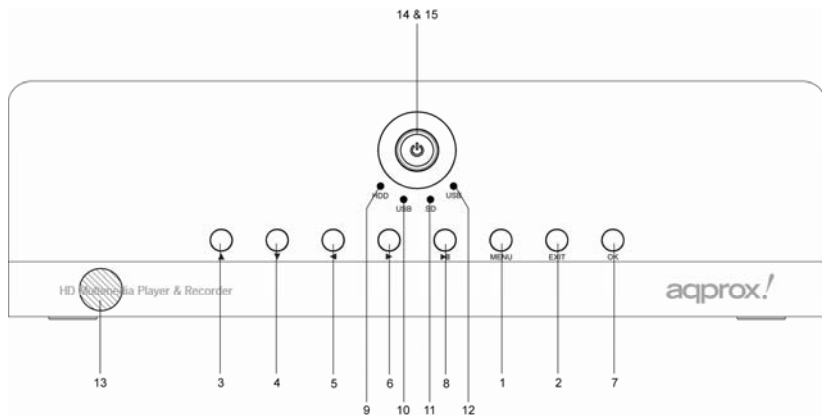 14 & 15
HDD
USB
SD
USB
▲ ▼ ◀ ▶ ▶II MENU EXIT OK
HD Multimedia Player & Recorder
aqprox!
13 3 4 5 6 8 1 2 7
9 10 11 12